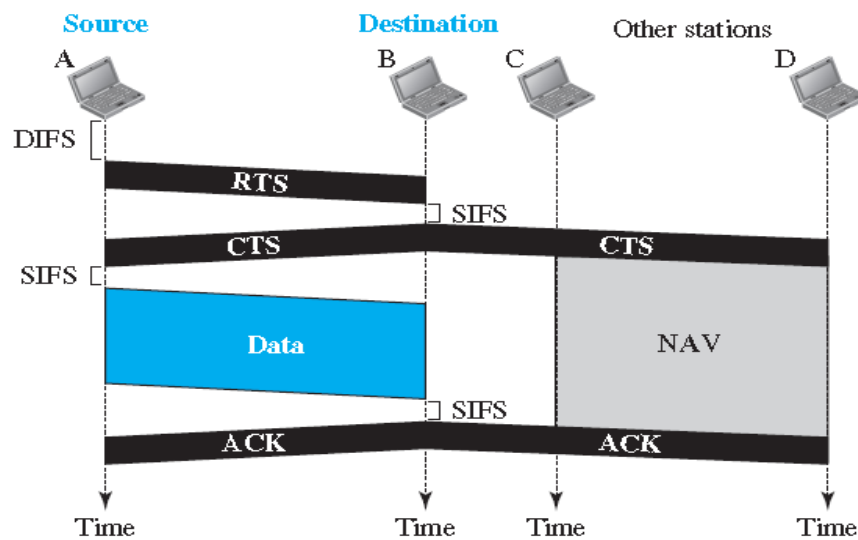 Source
Destination
Other stations
A
B
C
D
DIFS
RTS
SIFS
CTS
CTS
SIFS
Data
NAV
SIFS
ACK
ACK
Time
Time
Time
Time